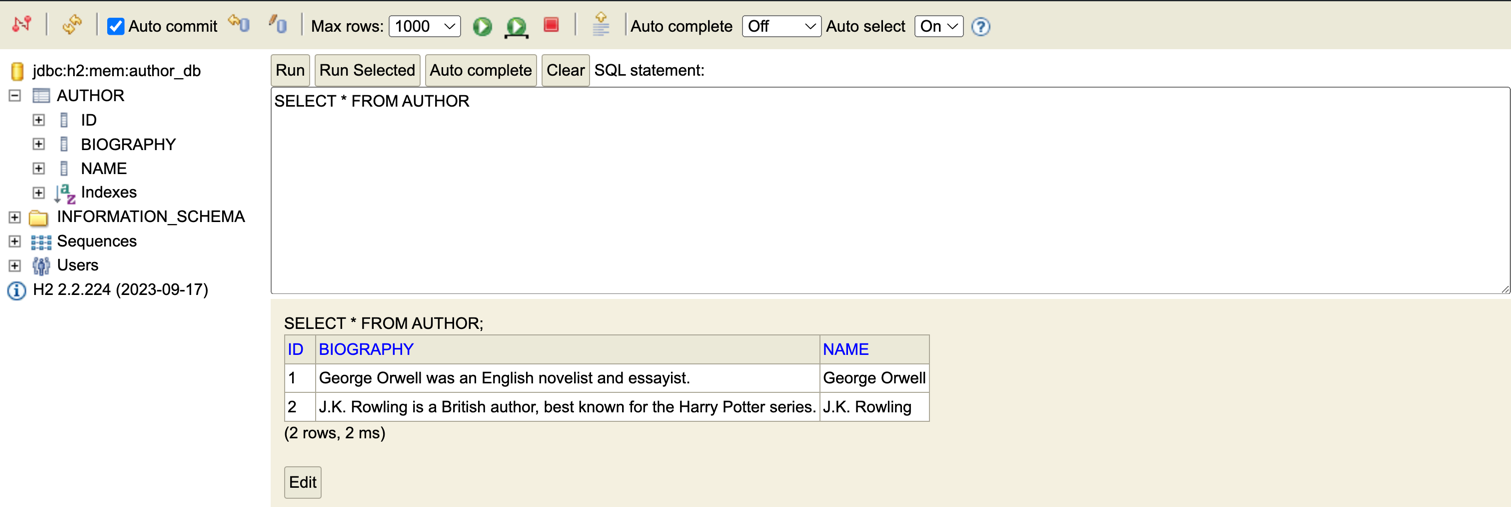 Auto commit Max rows: 1000 Auto complete Off Auto select On ?
jdbc:h2:mem:author_db
AUTHOR
ID
BIOGRAPHY
NAME
Indexes
INFORMATION_SCHEMA
Sequences
Users
H2 2.2.224 (2023-09-17)
Run Run Selected Auto complete Clear SQL statement:
SELECT * FROM AUTHOR
SELECT * FROM AUTHOR;
ID BIOGRAPHY NAME
1 George Orwell was an English novelist and essayist. George Orwell
2 J.K. Rowling is a British author, best known for the Harry Potter series. J.K. Rowling
(2 rows, 2 ms)
Edit